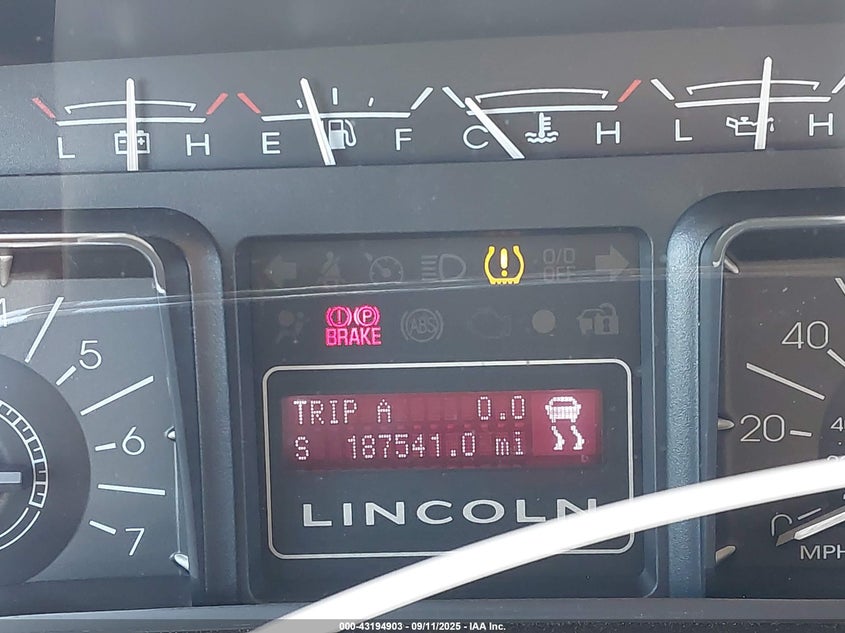 L H E F C H L H
O/D
OFF
BRAKE
ABS
5
6
7
TRIP A 0.0
S 187541.0 mi
LINCOLN
40
20
0
MPH
000-43194903 - 09/11/2025 - IAA Inc.